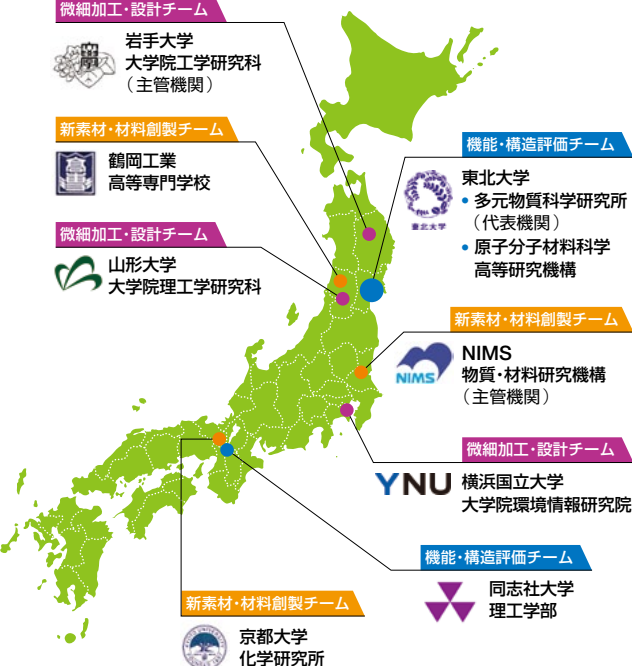 微細加工・設計チーム
岩手大学
大学院工学研究科
（主管機関）
新素材・材料創製チーム
鶴岡工業
高等専門学校
微細加工・設計チーム
山形大学
大学院理工学研究科
機能・構造評価チーム
東北大学
東北大学
• 多元物質科学研究所
（代表機関）
• 原子分子材料科学
高等研究機構
新素材・材料創製チーム
NIMS
NIMS
物質・材料研究機構
（主管機関）
微細加工・設計チーム
YNU
横浜国立大学
大学院環境情報研究院
機能・構造評価チーム
同志社大学
理工学部
新素材・材料創製チーム
京都大学
化学研究所